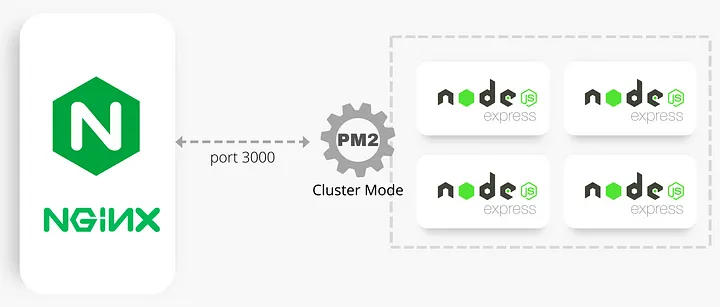 N
NGINX
port 3000
PM2
Cluster Mode
node JS
express
node JS
express
node JS
express
node JS
express